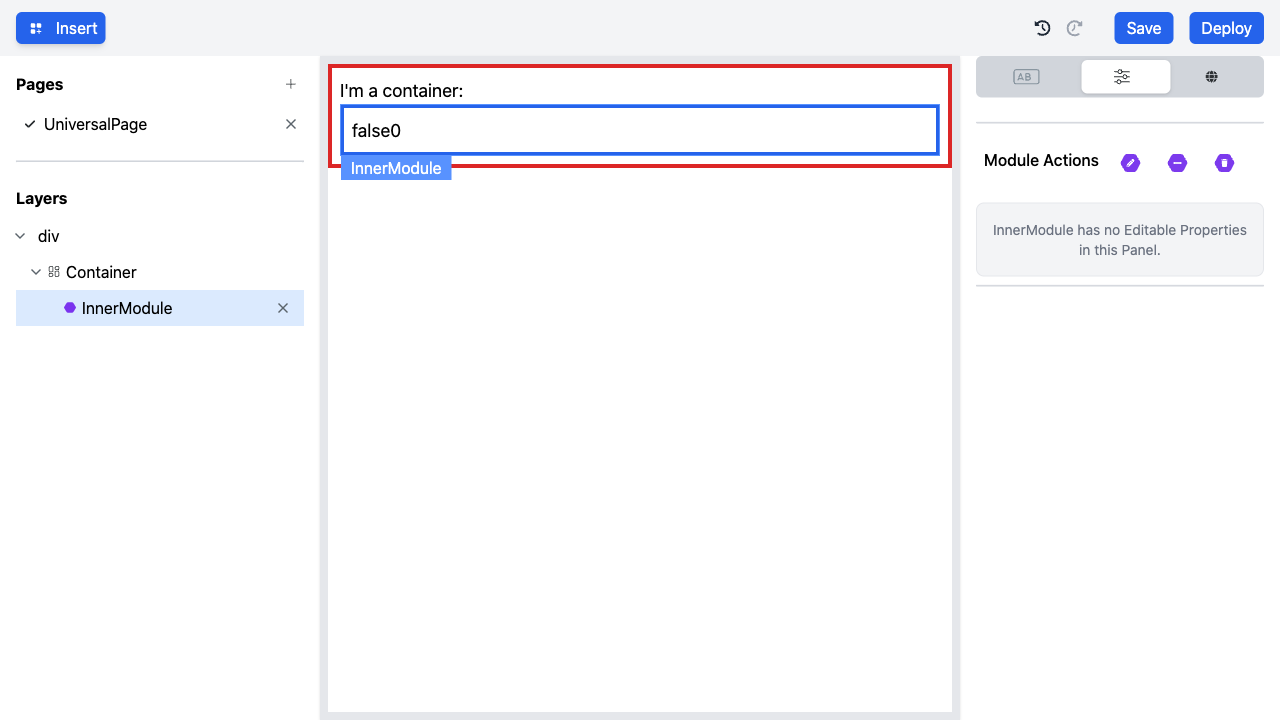 Insert
Save
Deploy
Pages
UniversalPage
Layers
div
Container
InnerModule
I'm a container:
false0
InnerModule
AB
Module Actions
InnerModule has no Editable Properties
in this Panel.